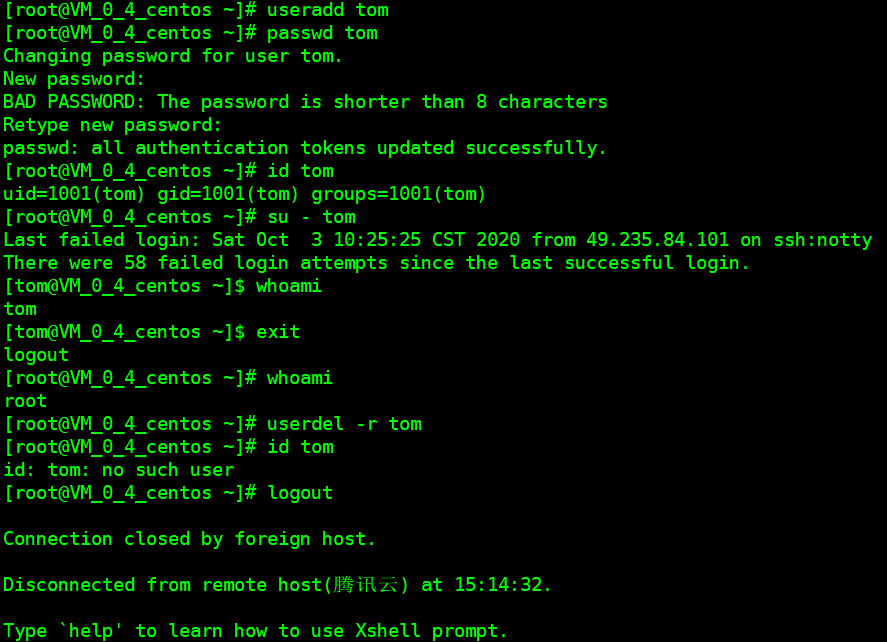 [root@VM_0_4_centos ~]# useradd tom
[root@VM_0_4_centos ~]# passwd tom
Changing password for user tom.
New password:
BAD PASSWORD: The password is shorter than 8 characters
Retype new password:
passwd: all authentication tokens updated successfully.
[root@VM_0_4_centos ~]# id tom
uid=1001(tom) gid=1001(tom) groups=1001(tom)
[root@VM_0_4_centos ~]# su - tom
Last failed login: Sat Oct  3 10:25:25 CST 2020 from 49.235.84.101 on ssh:notty
There were 58 failed login attempts since the last successful login.
[tom@VM_0_4_centos ~]$ whoami
tom
[tom@VM_0_4_centos ~]$ exit
logout
[root@VM_0_4_centos ~]# whoami
root
[root@VM_0_4_centos ~]# userdel -r tom
[root@VM_0_4_centos ~]# id tom
id: tom: no such user
[root@VM_0_4_centos ~]# logout
Connection closed by foreign host.
Disconnected from remote host(腾讯云) at 15:14:32.
Type `help' to learn how to use Xshell prompt.